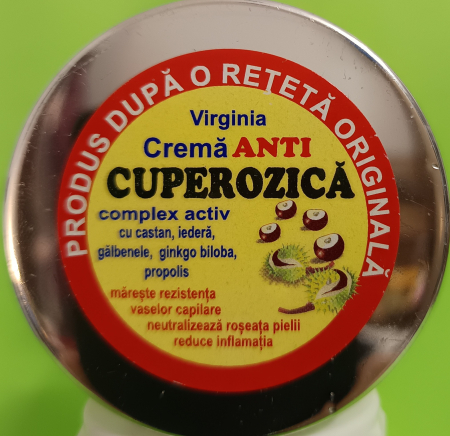 PRODUS DUPĂ O REȚETĂ ORIGINALĂ
Virginia
Cremă ANTI
CUPEROZICĂ
complex activ
cu castan, iederă,
gălbenele, ginkgo biloba,
propolis
mărește rezistența
vaselor capilare
neutralizează roșeața pielii
reduce inflamația